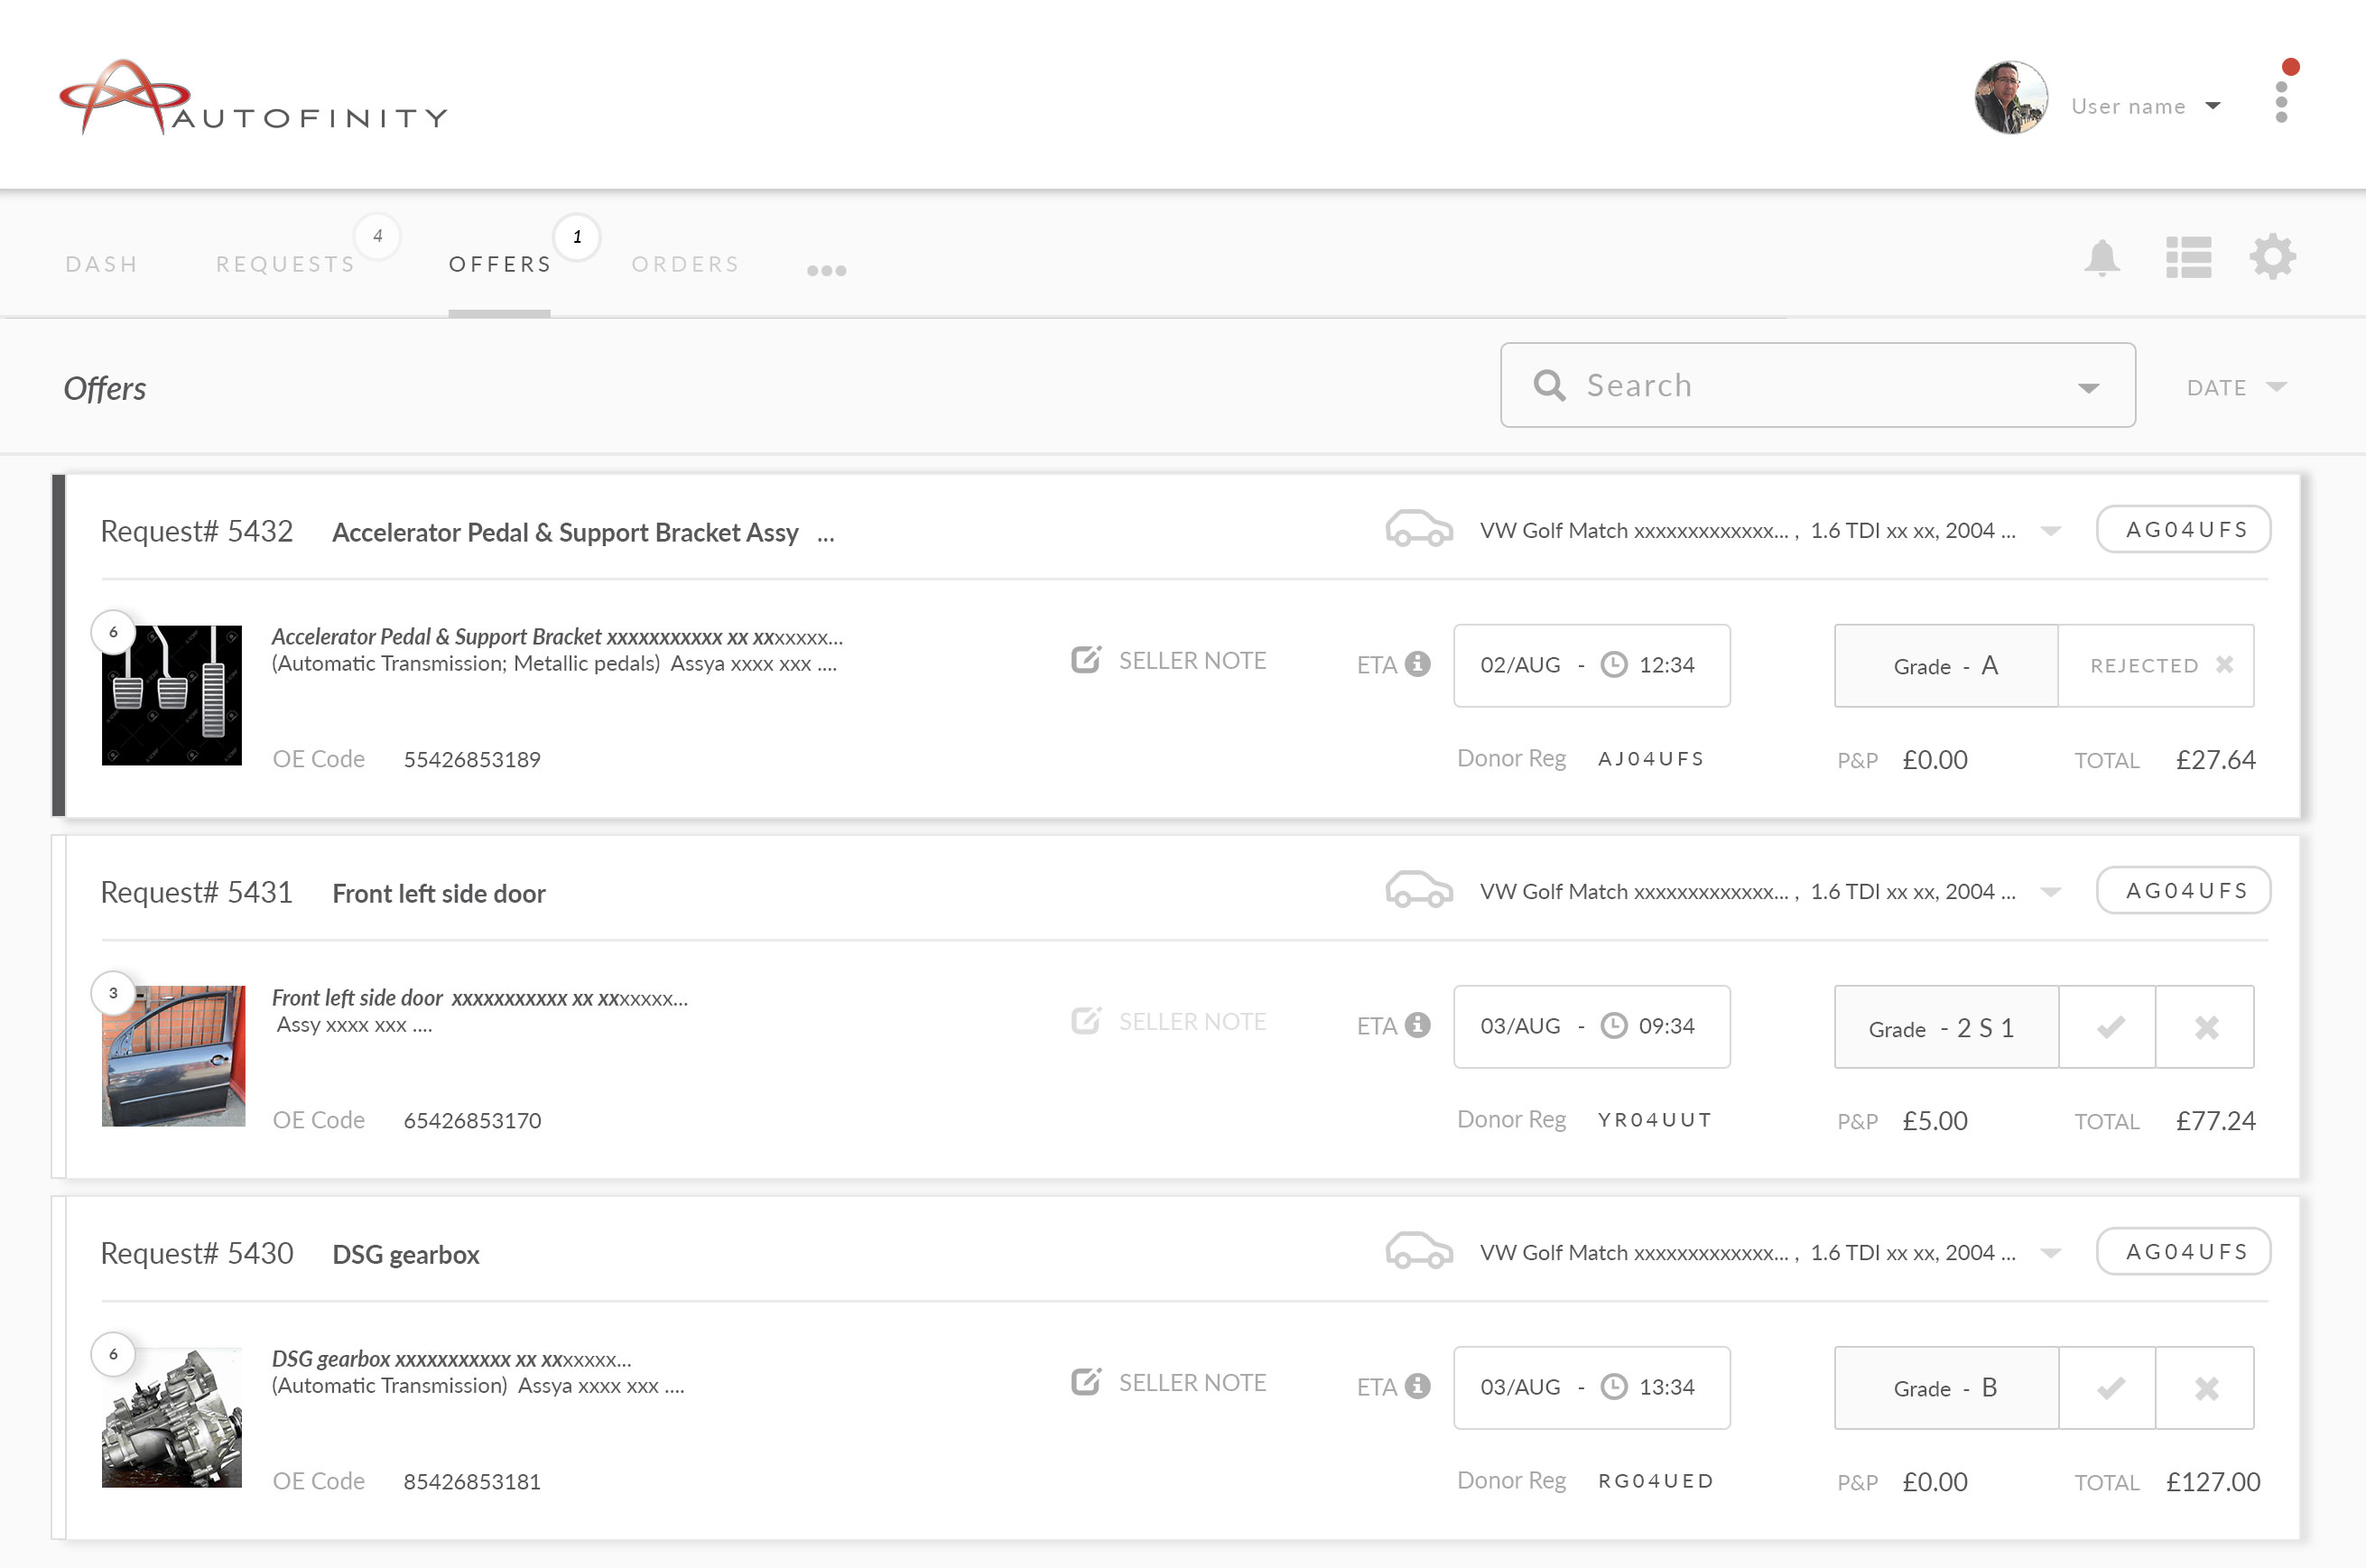 AUTOFINITY
User name
DASH
REQUESTS 4
OFFERS 1
ORDERS
Offers
Search
DATE
Request# 5432 Accelerator Pedal & Support Bracket Assy ...
VW Golf Match xxxxxxxxxxxxx... , 1.6 TDI xx xx, 2004 ...
AG04UFS
6
Accelerator Pedal & Support Bracket xxxxxxxxxxx xx xxxxxxx...
(Automatic Transmission; Metallic pedals) Assya xxxx xxx ....
SELLER NOTE
ETA 02/AUG - 12:34
Grade - A
REJECTED
OE Code 55426853189
Donor Reg AJ04UFS
P&P £0.00
TOTAL £27.64
Request# 5431 Front left side door
VW Golf Match xxxxxxxxxxxxx... , 1.6 TDI xx xx, 2004 ...
AG04UFS
3
Front left side door xxxxxxxxxxx xx xxxxxxx...
Assy xxxx xxx ....
SELLER NOTE
ETA 03/AUG - 09:34
Grade - 2 S 1
OE Code 65426853170
Donor Reg YR04UUT
P&P £5.00
TOTAL £77.24
Request# 5430 DSG gearbox
VW Golf Match xxxxxxxxxxxxx... , 1.6 TDI xx xx, 2004 ...
AG04UFS
6
DSG gearbox xxxxxxxxxxx xx xxxxxxx...
(Automatic Transmission) Assya xxxx xxx ....
SELLER NOTE
ETA 03/AUG - 13:34
Grade - B
OE Code 85426853181
Donor Reg RG04UED
P&P £0.00
TOTAL £127.00